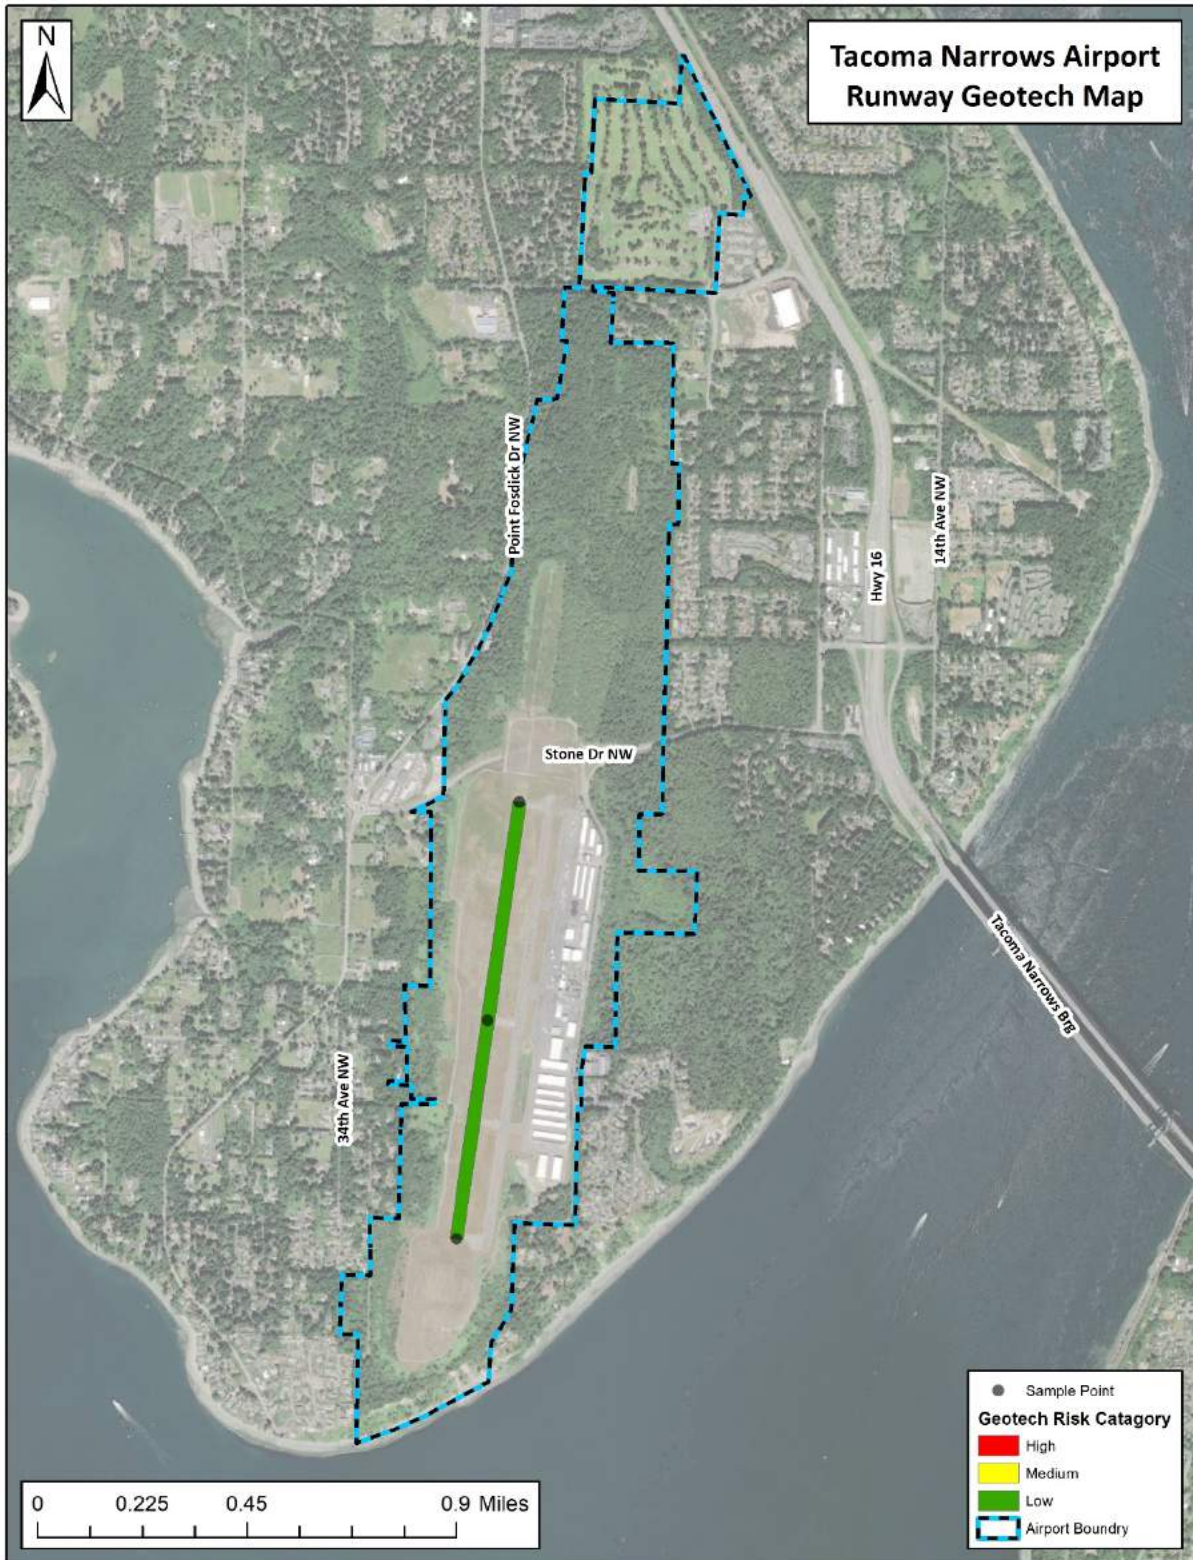 N
Tacoma Narrows Airport
Runway Geotech Map
Point Fosdick Dr NW
14th Ave NW
Hwy 16
Stone Dr NW
Tacoma Narrows Brg
34th Ave NW
Sample Point
Geotech Risk Catagory
High
Medium
Low
Airport Boundry
0 0.225 0.45 0.9 Miles